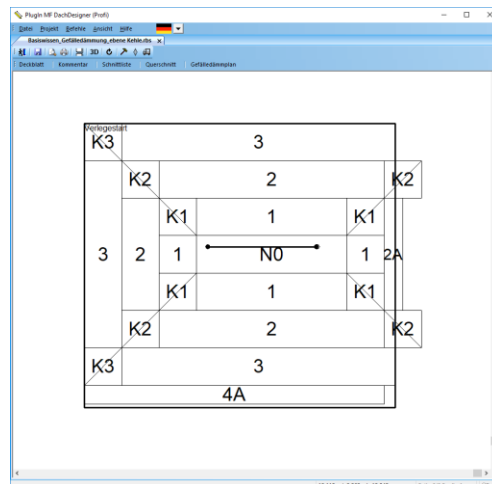 PlugIn MF DachDesigner (Profi)
Datei Projekt Befehle Ansicht Hilfe
Basiswissen_Gefälledämmung_ebene Kehle.rbs
3D
Deckblatt Kommentar Schnittliste Querschnitt Gefälledämmplan
Verlegestart
K3 3
K2 2 K2
K1 1 K1
3 2 1 N0 1 2A
K1 1 K1
K2 2 K2
K3 3
4A